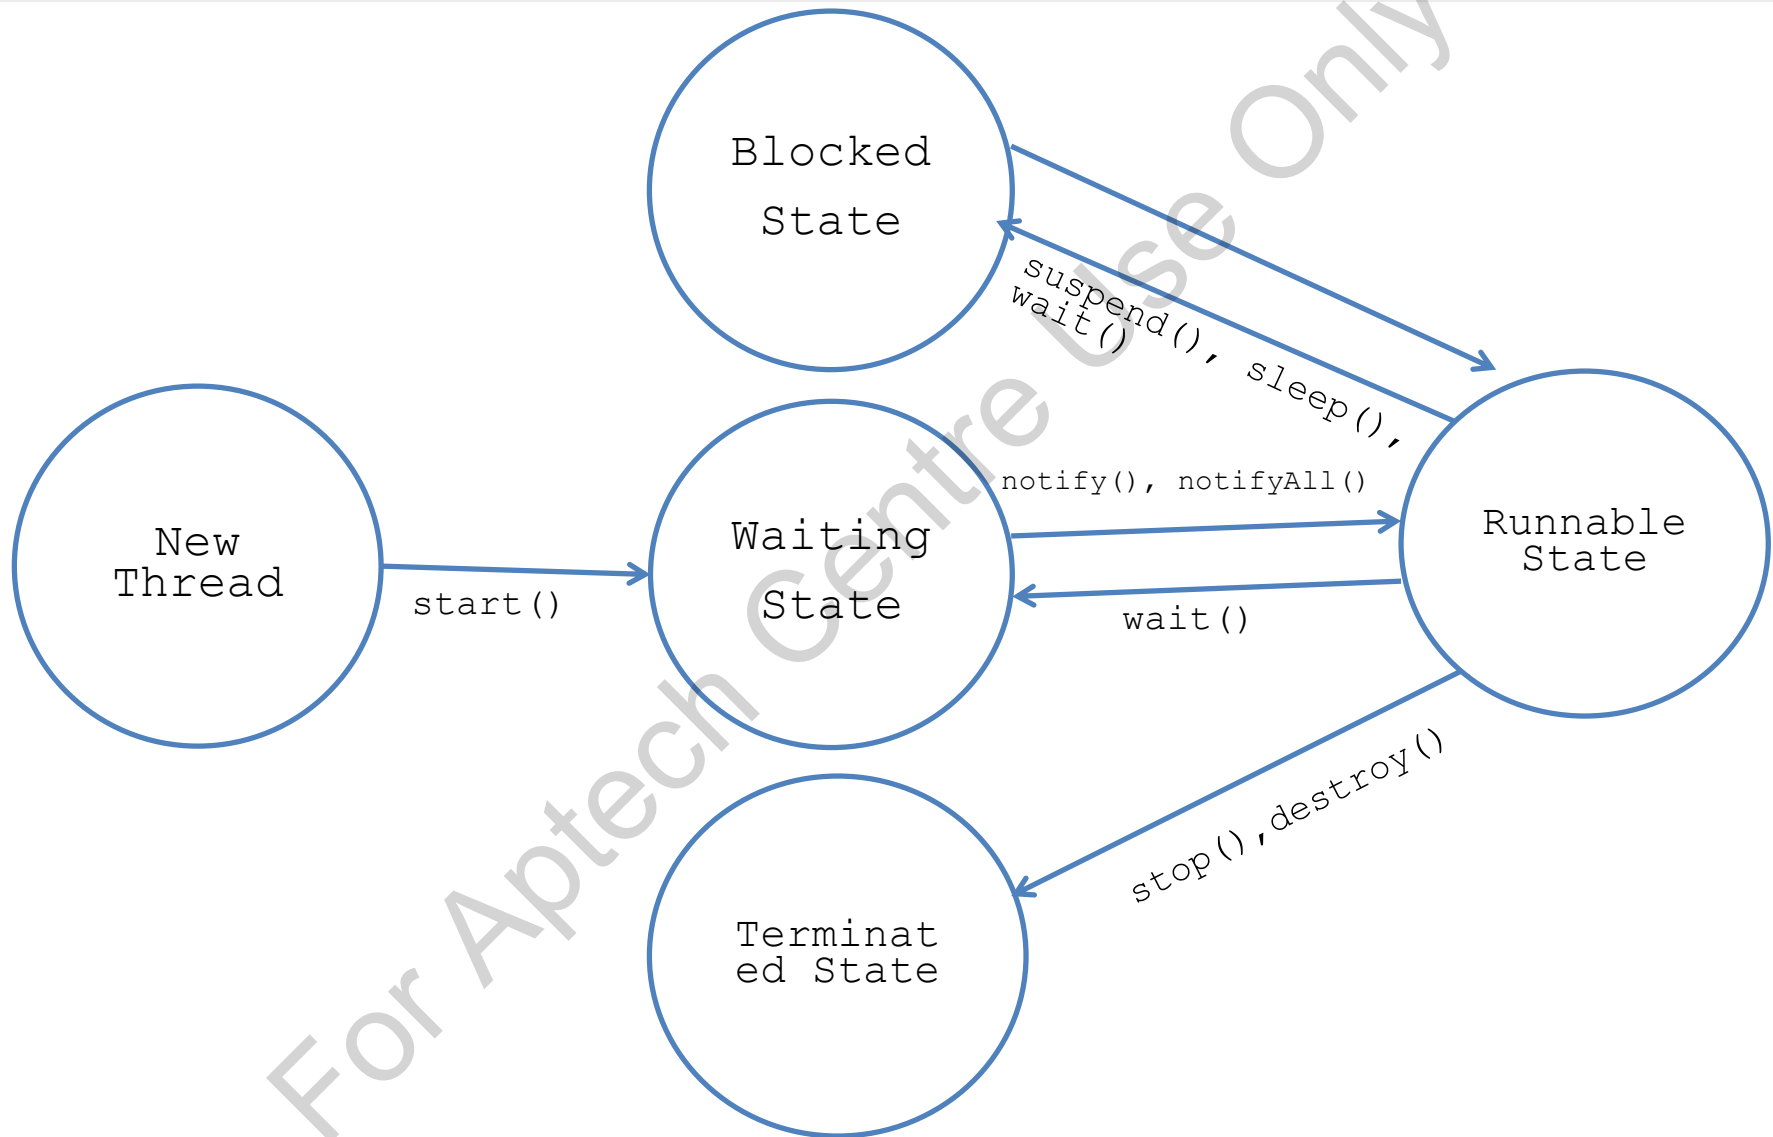 Blocked
State
suspend(), sleep(),
wait()
notify(), notifyAll()
New
Thread
start()
Waiting
State
wait()
Runnable
State
stop(),destroy()
Terminat
ed State
For Aptech Centre Use Only